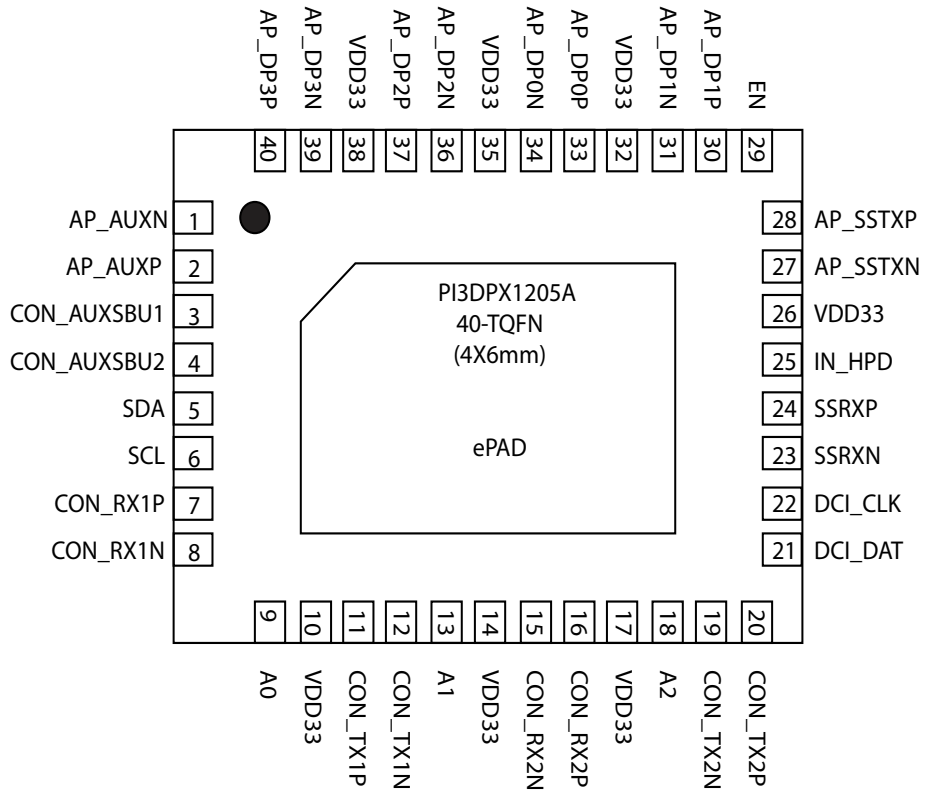 AP_DP3P
AP_DP3N
VDD33
AP_DP2P
AP_DP2N
VDD33
AP_DP0N
AP_DP0P
VDD33
AP_DP1N
AP_DP1P
EN
40
39
38
37
36
35
34
33
32
31
30
29
AP_AUXN 1
AP_AUXP 2
CON_AUXSBU1 3
CON_AUXSBU2 4
SDA 5
SCL 6
CON_RX1P 7
CON_RX1N 8
PI3DPX1205A
40-TQFN
(4X6mm)
ePAD
28 AP_SSTXP
27 AP_SSTXN
26 VDD33
25 IN_HPD
24 SSRXP
23 SSRXN
22 DCI_CLK
21 DCI_DAT
9
10
11
12
13
14
15
16
17
18
19
20
A0
VDD33
CON_TX1P
CON_TX1N
A1
VDD33
CON_RX2N
CON_RX2P
VDD33
A2
CON_TX2N
CON_TX2P